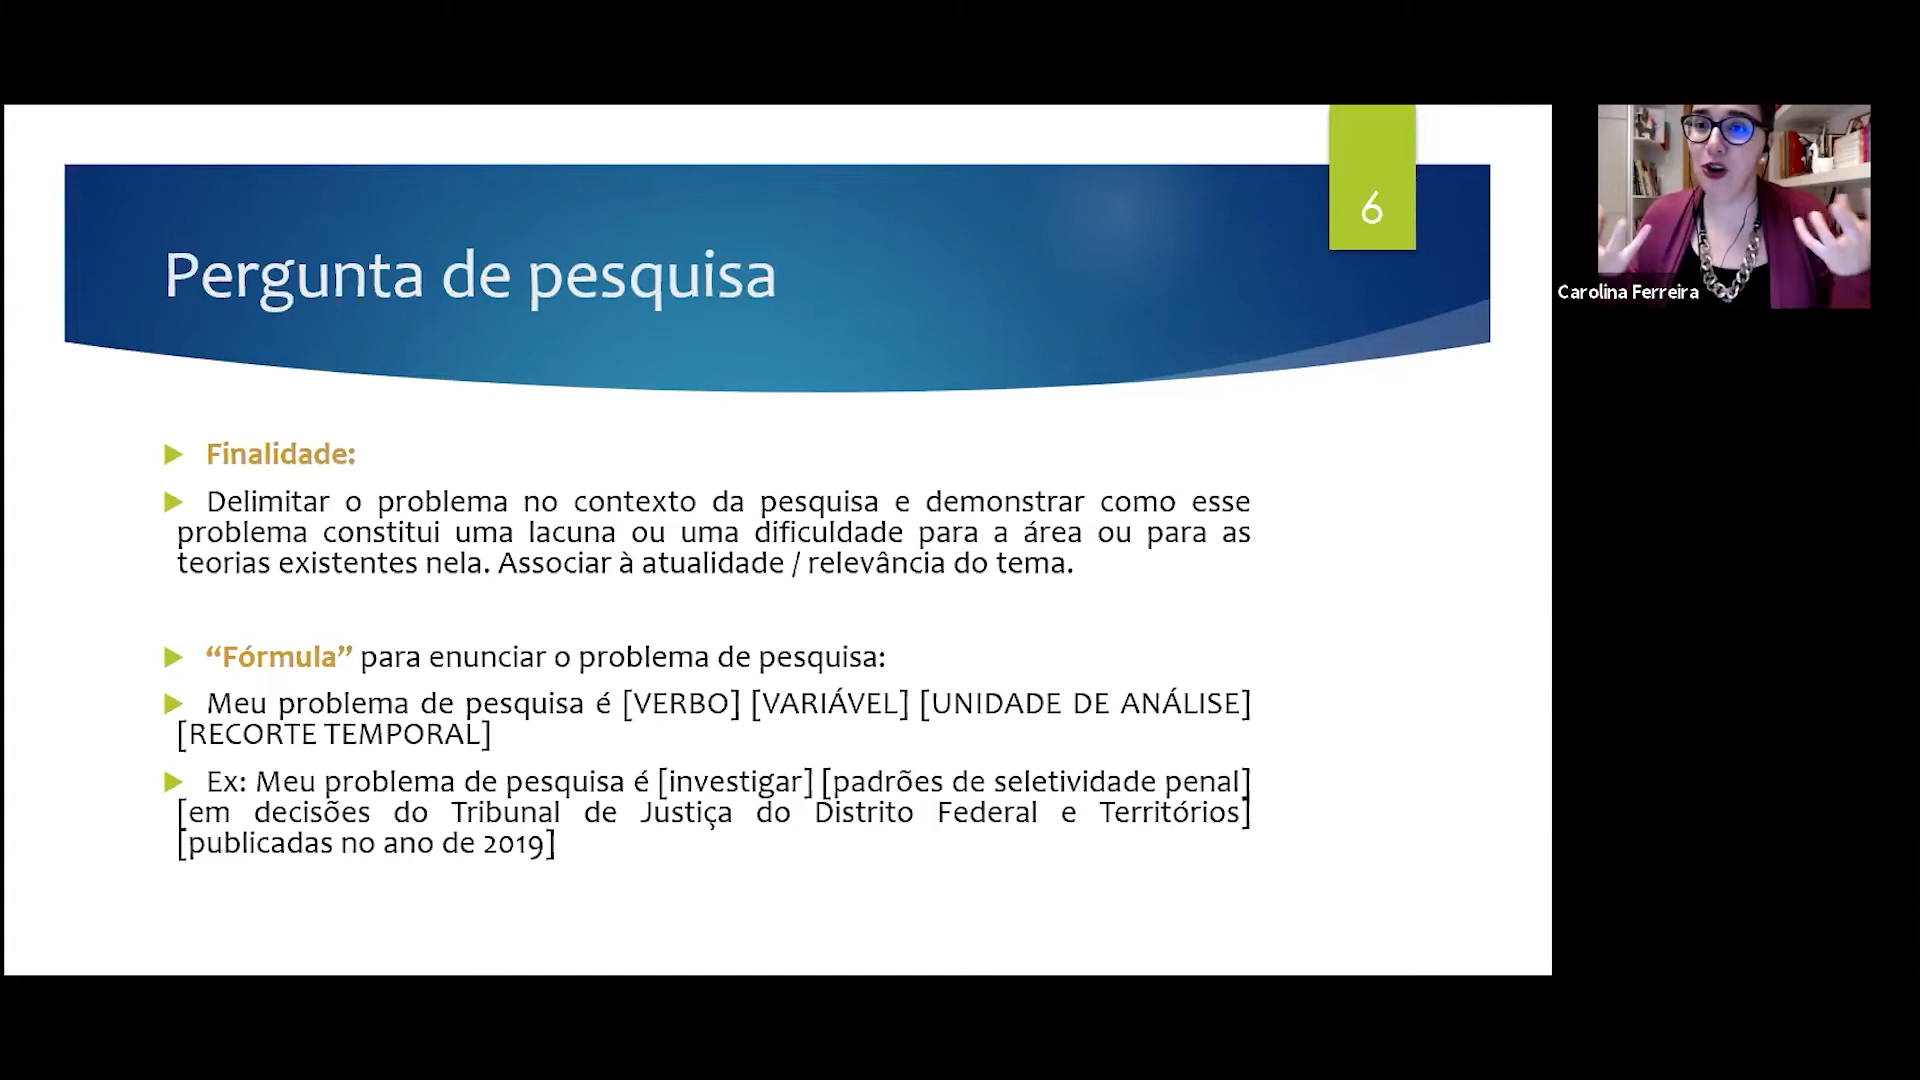 6
Pergunta de pesquisa
Finalidade:
Delimitar o problema no contexto da pesquisa e demonstrar como esse
problema constitui uma lacuna ou uma dificuldade para a área ou para as
teorias existentes nela. Associar à atualidade / relevância do tema.
“Fórmula” para enunciar o problema de pesquisa:
Meu problema de pesquisa é [VERBO] [VARIÁVEL] [UNIDADE DE ANÁLISE]
[RECORTE TEMPORAL]
Ex: Meu problema de pesquisa é [investigar] [padrões de seletividade penal]
[em decisões do Tribunal de Justiça do Distrito Federal e Territórios]
[publicadas no ano de 2019]
Carolina Ferreira